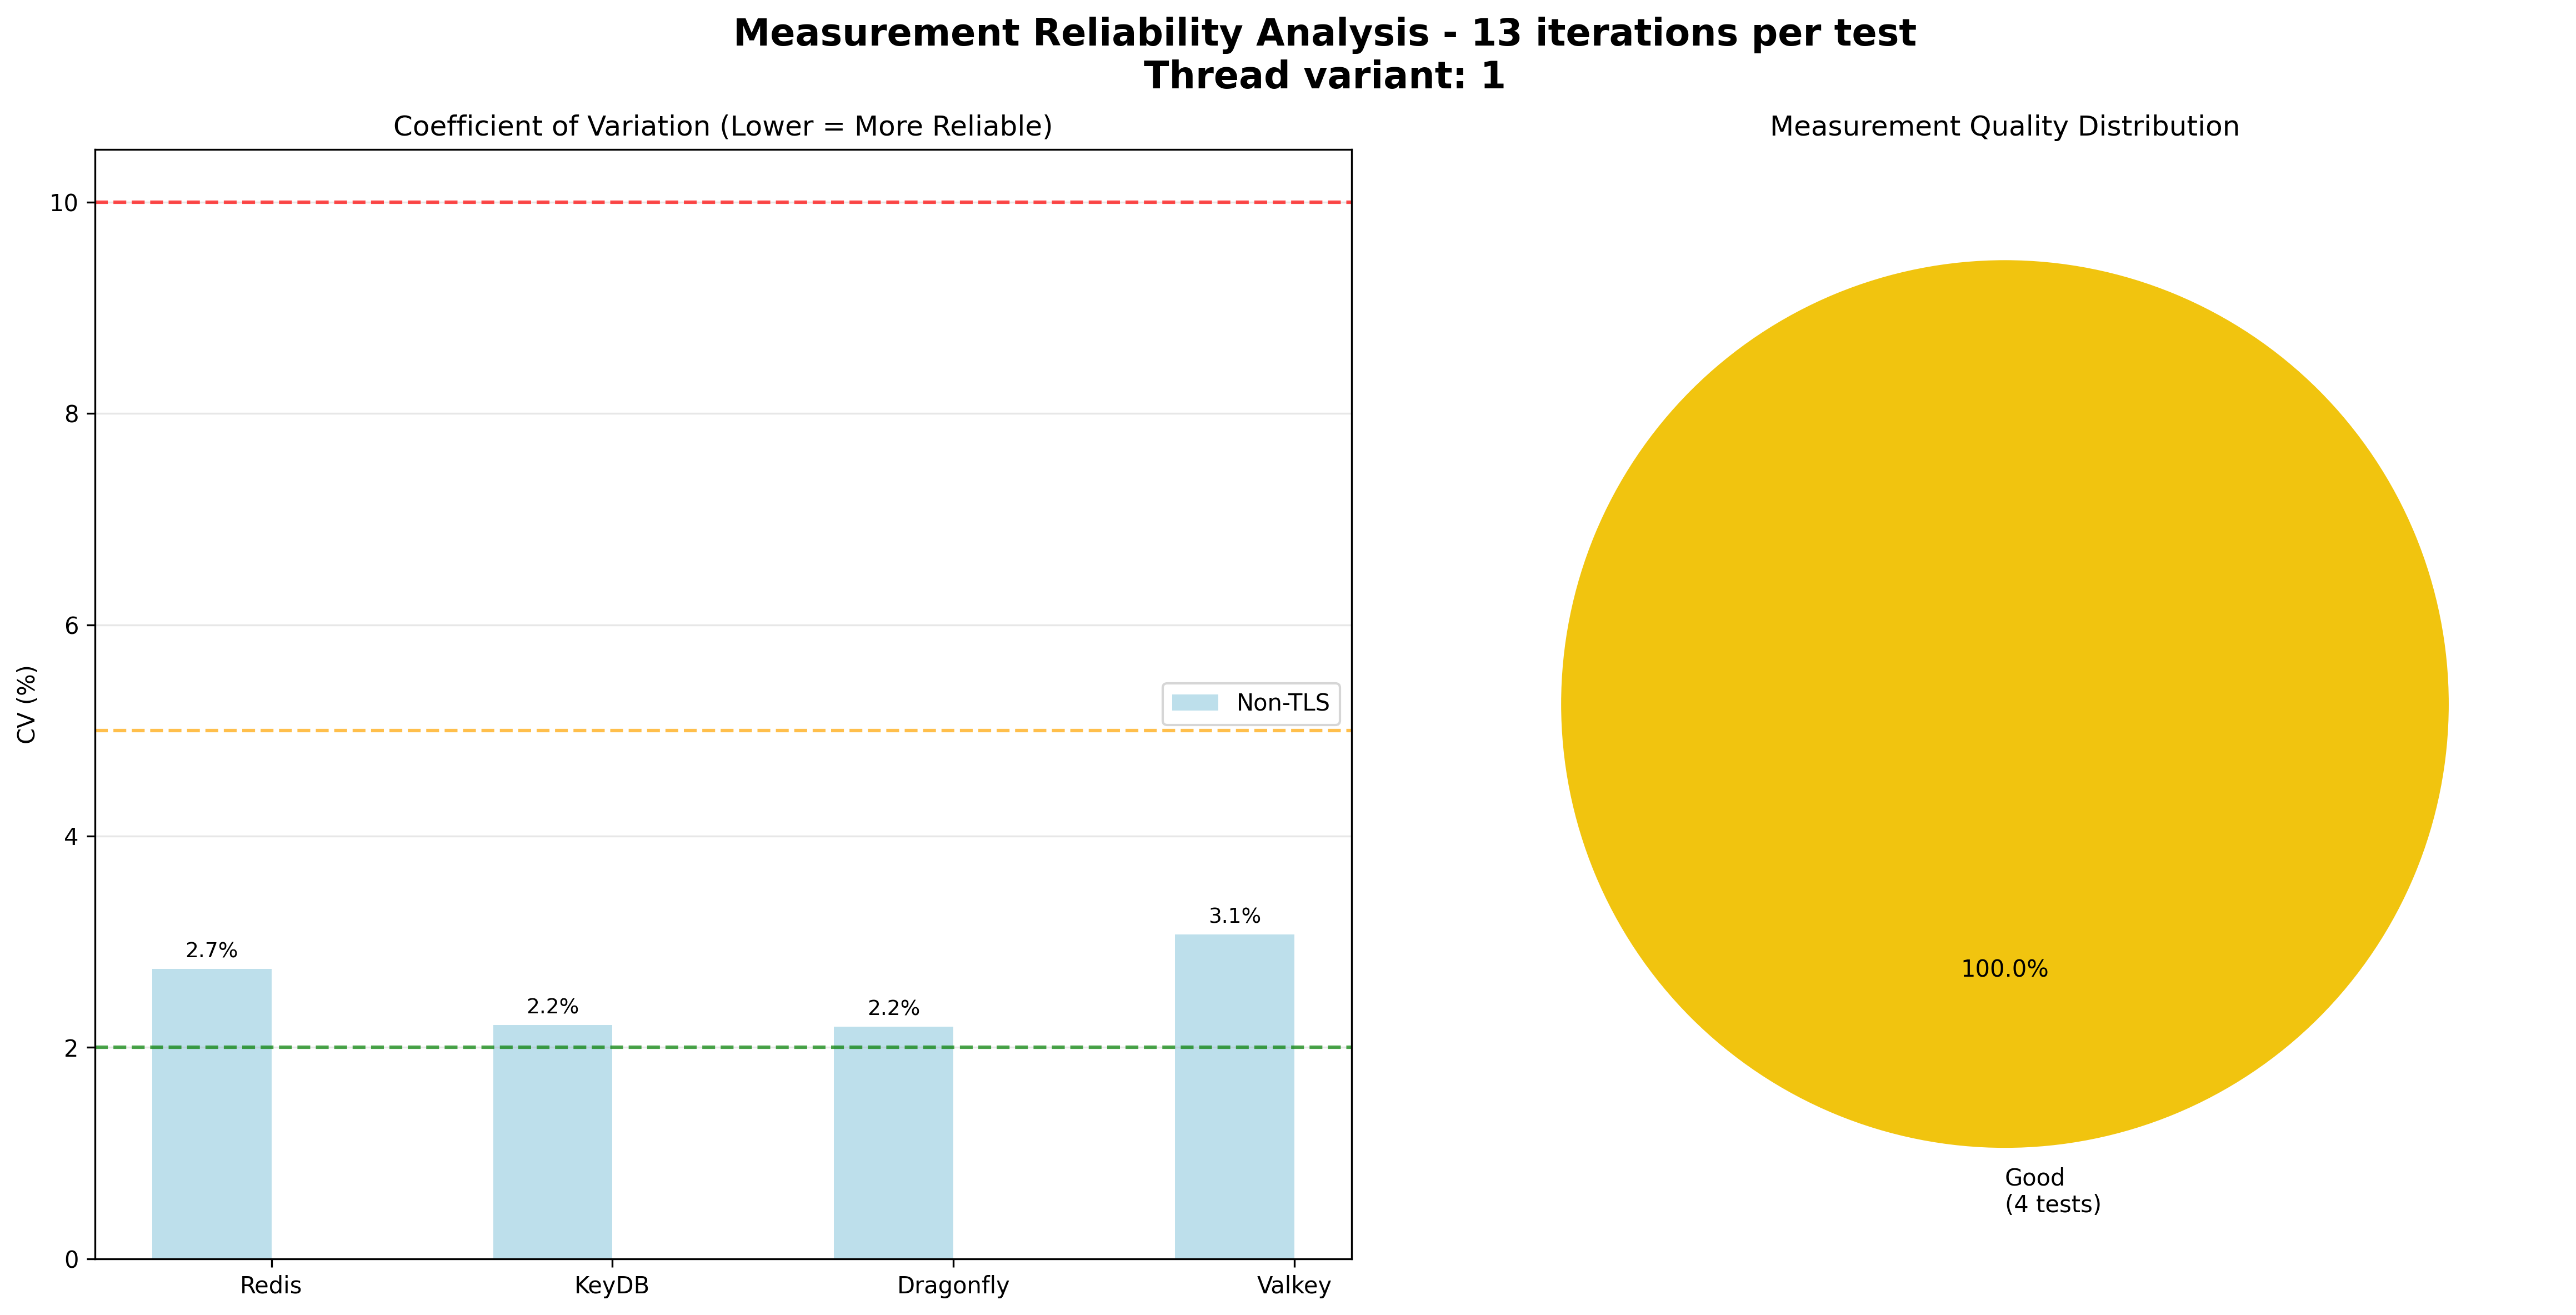 Measurement Reliability Analysis - 13 iterations per test
Thread variant: 1
Coefficient of Variation (Lower = More Reliable)
CV (%)
10
8
6
4
2
0
Non-TLS
2.7%
2.2%
2.2%
3.1%
Redis
KeyDB
Dragonfly
Valkey
Measurement Quality Distribution
100.0%
Good
(4 tests)